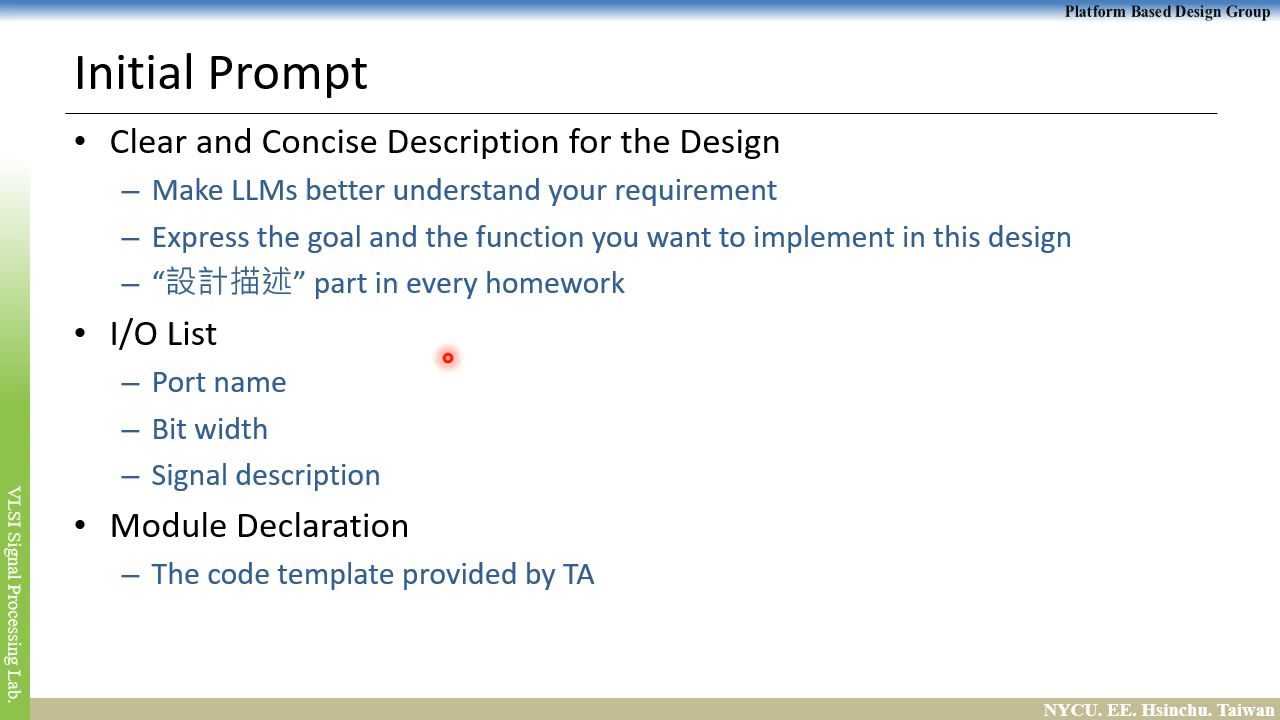 Platform Based Design Group
Initial Prompt
• Clear and Concise Description for the Design
– Make LLMs better understand your requirement
– Express the goal and the function you want to implement in this design
– “設計描述” part in every homework
• I/O List
– Port name
– Bit width
– Signal description
• Module Declaration
– The code template provided by TA
VLSI Signal Processing Lab.
NYCU. EE. Hsinchu. Taiwan